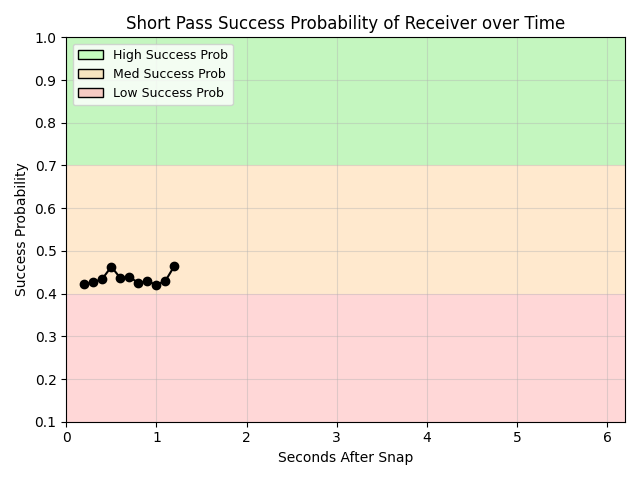 Short Pass Success Probability of Receiver over Time
1.0
High Success Prob
Med Success Prob
Low Success Prob
0.9
0.8
0.7
0.6
0.5
0.4
0.3
0.2
0.1
Success Probability
0 1 2 3 4 5 6
Seconds After Snap